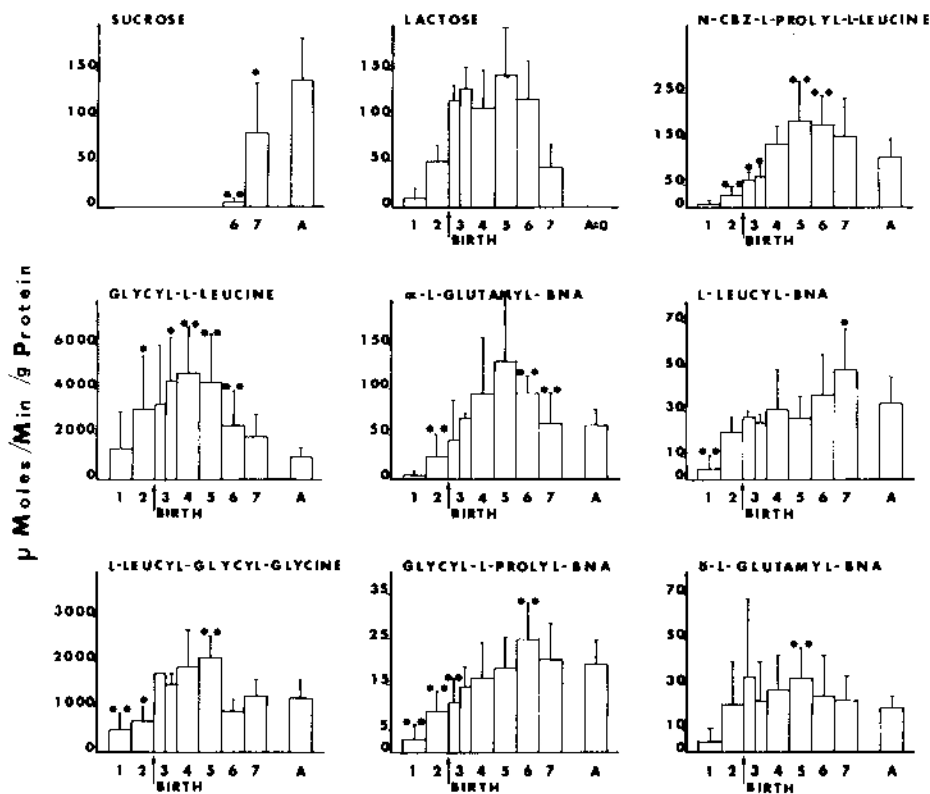 SUCROSE
150
100
50
0
6 7 A
LACTOSE
150
100
50
0
1 2 3 4 5 6 7 A=0
BIRTH
N-CBZ-L-PROLYL-L-LEUCINE
250
150
50
0
1 2 3 4 5 6 7 A
BIRTH
µ Moles/Min/g Protein
GLYCYL-L-LEUCINE
6000
4000
2000
0
1 2 3 4 5 6 7 A
BIRTH
α-L-GLUTAMYL-BNA
150
100
50
0
1 2 3 4 5 6 7 A
BIRTH
L-LEUCYL-BNA
70
50
30
10
0
1 2 3 4 5 6 7 A
BIRTH
L-LEUCYL-GLYCYL-GLYCINE
3000
2000
1000
0
1 2 3 4 5 6 7 A
BIRTH
GLYCYL-L-PROLYL-BNA
35
25
15
5
0
1 2 3 4 5 6 7 A
BIRTH
ɣ-L-GLUTAMYL-BNA
70
50
30
10
0
1 2 3 4 5 6 7 A
BIRTH